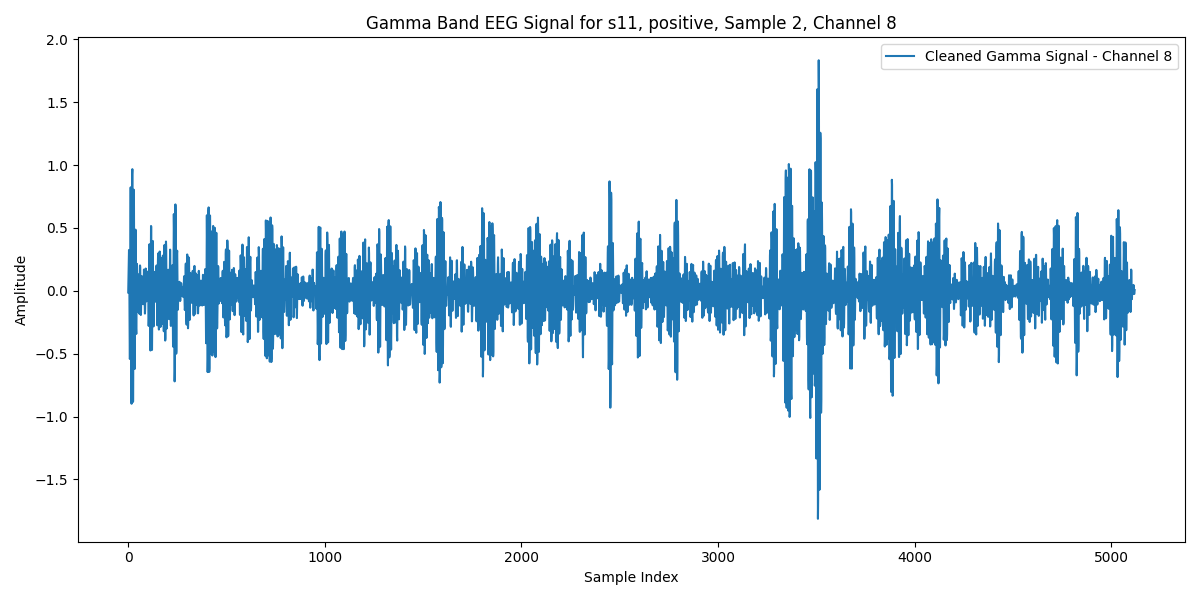 Gamma Band EEG Signal for s11, positive, Sample 2, Channel 8
Cleaned Gamma Signal - Channel 8
2.0
1.5
1.0
0.5
0.0
−0.5
−1.0
−1.5
Amplitude
0 1000 2000 3000 4000 5000
Sample Index